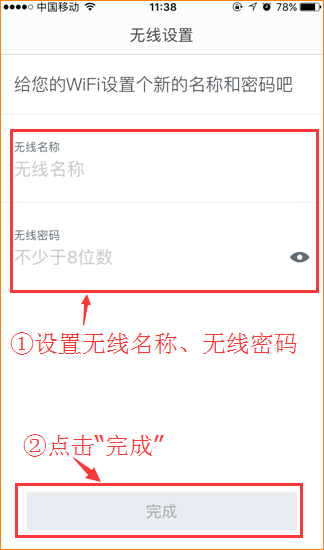 中国移动 11:38 78%
无线设置
给您的WiFi设置个新的名称和密码吧
无线名称
无线名称
无线密码
不少于8位数
①设置无线名称、无线密码
②点击“完成”
完成